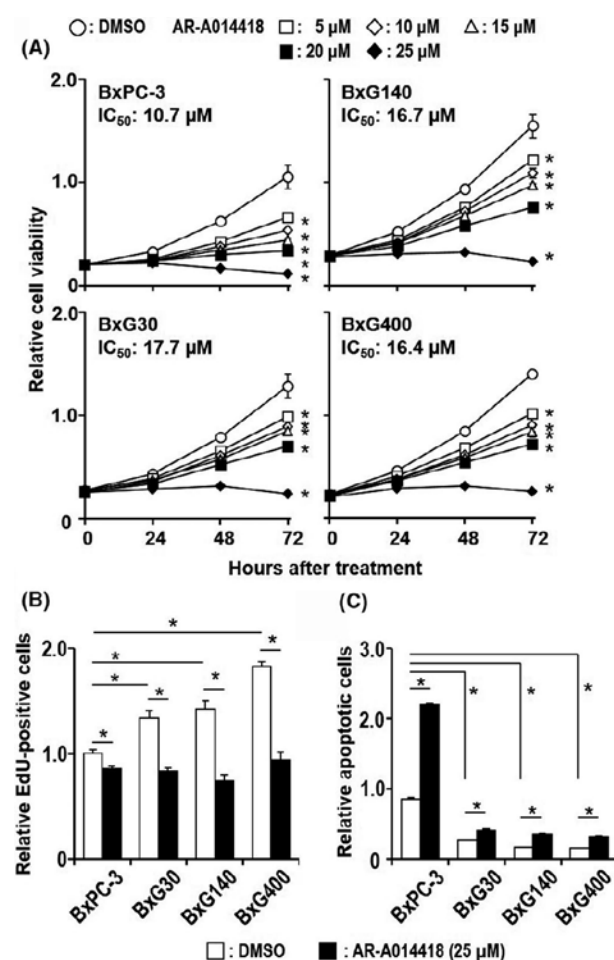 : DMSO AR-A014418 : 5 µM : 10 µM : 15 µM
: 20 µM : 25 µM
(A)
BxPC-3
IC50: 10.7 µM
BxG140
IC50: 16.7 µM
2.0
1.0
0
* * * * *
* * * * *
BxG30
IC50: 17.7 µM
BxG400
IC50: 16.4 µM
2.0
1.0
0
* * * * *
* * * * *
0 24 48 72 0 24 48 72
Relative cell viability
Hours after treatment
(B)
Relative EdU-positive cells
2.0
1.0
0
* * * * * * *
BxPC-3 BxG30 BxG140 BxG400
(C)
Relative apoptotic cells
3.0
2.0
1.0
0
* * * * * * *
BxPC-3 BxG30 BxG140 BxG400
: DMSO : AR-A014418 (25 µM)